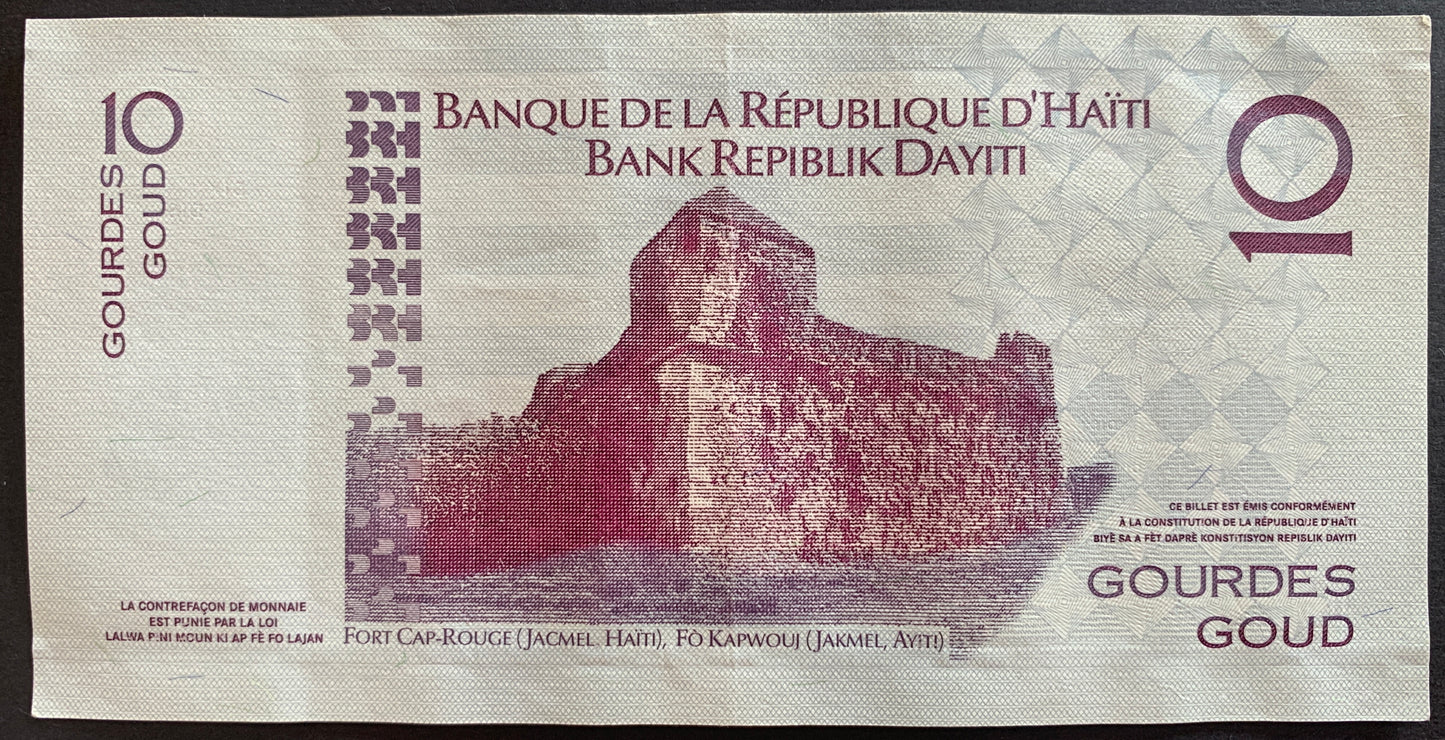 10
GOURDES
GOUD
BANQUE DE LA RÉPUBLIQUE D'HAÏTI
BANK REPIBLIK DAYITI
10
CE BILLET EST ÉMIS CONFORMÉMENT
À LA CONSTITUTION DE LA RÉPUBLIQUE D'HAÏTI
BIYÈ SA A FÈT DAPRÈ KONSTITISYON REPIBLIK DAYITI
GOURDES
GOUD
LA CONTREFAÇON DE MONNAIE
EST PUNIE PAR LA LOI
LALWA PINI MOUN KI AP FÈ FO LAJAN
FORT CAP-ROUGE (JACMEL HAÏTI), FÒ KAPWOUJ (JAKMEL, AYITI)